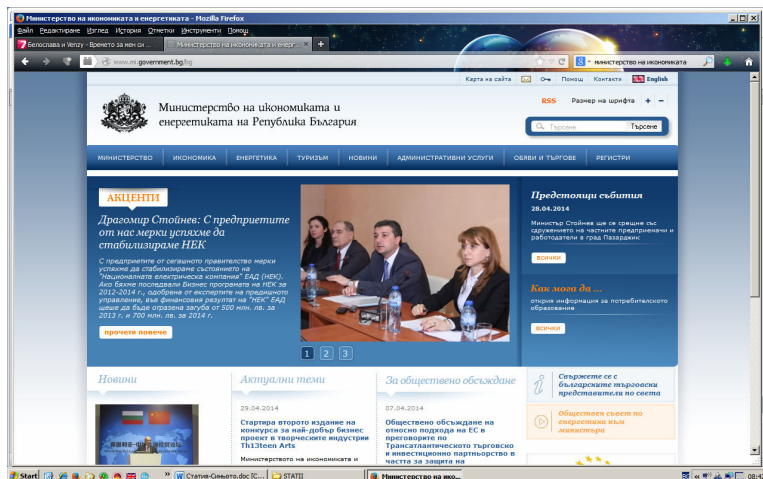 Министерство на икономиката и енергетиката - Mozilla Firefox
Файл Редактиране Изглед История Отметки Инструменти Помощ
Белослава и Venzy - Времето за нен си ...
Министерство на икономиката и енерг...
www.mi.government.bg/bg
министерство на икономиката
Карта на сайта Помощ Контакти English
Министерство на икономиката и
енергетиката на Република България
RSS Размер на шрифта + -
Търсене Търсене
МИНИСТЕРСТВО ИКОНОМИКА ЕНЕРГЕТИКА ТУРИЗЪМ НОВИНИ АДМИНИСТРАТИВНИ УСЛУГИ ОБЯВИ И ТЪРГОВЕ РЕГИСТРИ
АКЦЕНТИ
Драгомир Стойнев: С предприетите
от нас мерки успяхме да
стабилизираме НЕК
С предприетите от сегашното правителство мерки
успяхме да стабилизираме състоянието на
"Националната електрическа компания" ЕАД (НЕК).
Ако бяхме последвали Бизнес програмата на НЕК за
2012-2014 г., одобрена от експертите на предишното
управление, във финансовия резултат на "НЕК" ЕАД
щеше да бъде отразена загуба от 500 млн. лв. за
2013 г. и 700 млн. лв. за 2014 г.
прочети повече
1 2 3
Предстоящи събития
28.04.2014
Министър Стойнев ще се срещне със
сдружението на частните предприемачи и
работодатели в град Пазарджик
ВСИЧКИ
Как мога да ...
открия информация за потребителското
образование
ВСИЧКИ
Новини
Актуални теми
29.04.2014
Стартира второто издание на
конкурса за най-добър бизнес
проект в творческите индустрии
Th13teen Arts
Министерството на икономиката и
За обществено обсъждане
07.04.2014
Обществено обсъждане на
относно подхода на ЕС в
преговорите по
Трансатлантическото търговско
и инвестиционно партньорство в
частта за защита на
Свържете се с
българските търговски
представители по света
Обществен съвет по
енергетика към
министъра
Start
Статия-Синьото.doc [С...
STATII
Министерство на ико...
08:42